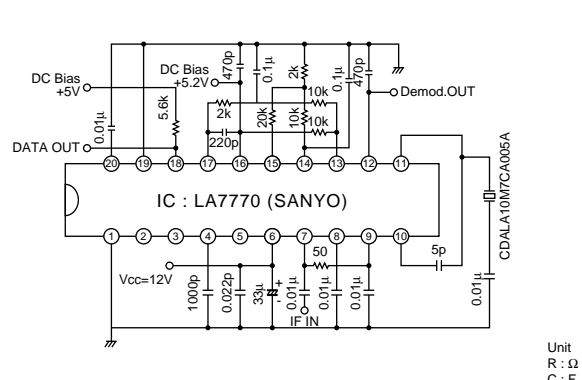 DC Bias
+5V
DC Bias
+5.2V
470p
0.1μ
2k
0.1μ
470p
Demod.OUT
10k
5.6k
2k
20k
10k
10k
0.01μ
220p
DATA OUT
20 19 18 17 16 15 14 13 12 11
IC : LA7770 (SANYO)
CDALA10M7CA005A
1 2 3 4 5 6 7 8 9 10
50
5p
Vcc=12V
1000p
0.022p
33μ
+
-
0.01μ
0.01μ
0.01μ
0.01μ
IF IN
Unit
R : Ω
C : F